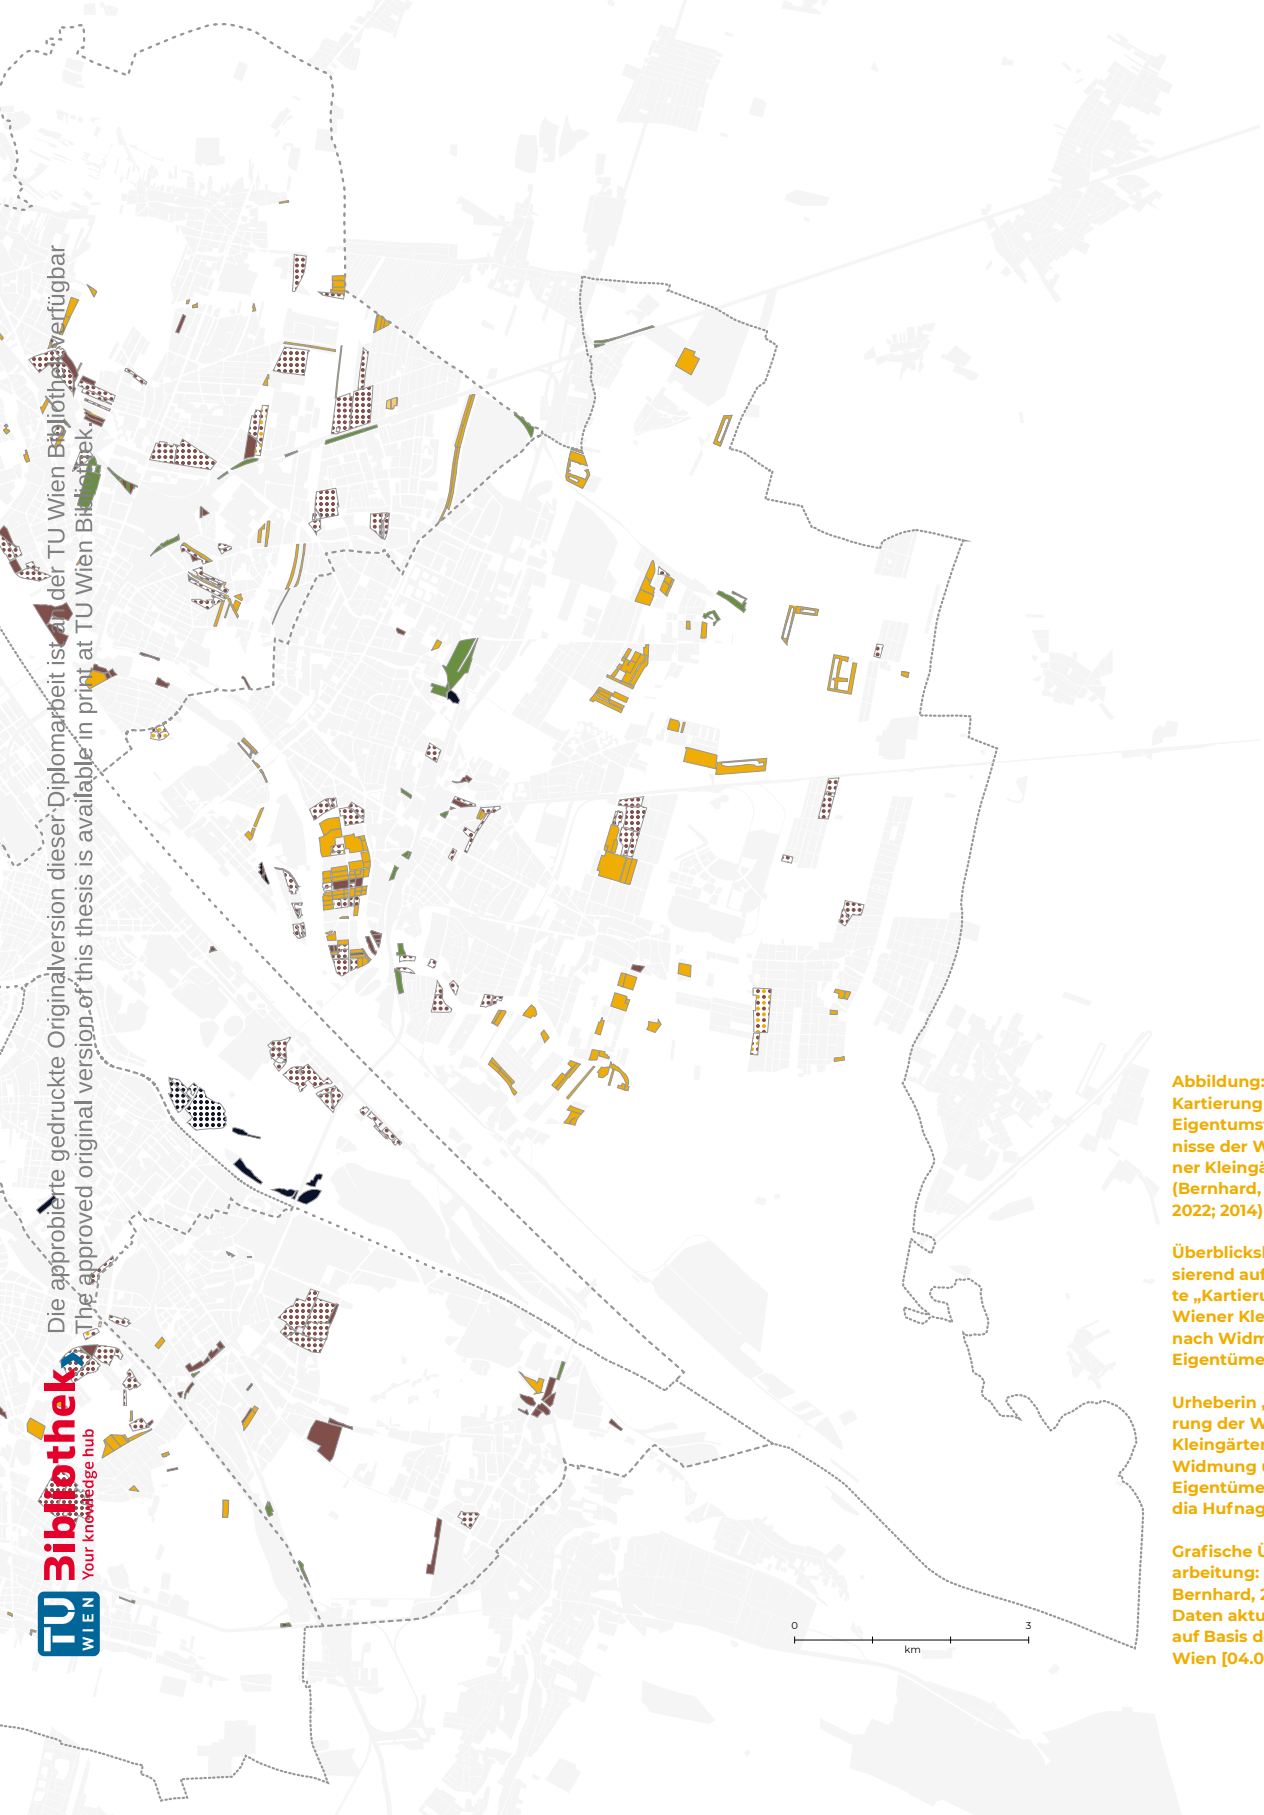 Die approbierte gedruckte Originalversion dieser Diplomarbeit ist an der TU Wien Bibliothek verfügbar
The approved original version of this thesis is available in print at TU Wien Bibliothek.
TU
WIEN
Bibliothek
Your knowledge hub
0 3
km
Abbildung:
Kartierung
Eigentums
nisse der W
ner Kleingä
(Bernhard,
2022; 2014)
Überblicks
sierend auf
te „Kartieru
Wiener Kle
nach Widm
Eigentüme
Urheberin „
rung der W
Kleingärten
Widmung u
Eigentüme
dia Hufnag
Grafische Ü
arbeitung:
Bernhard, 2
Daten aktu
auf Basis d
Wien [04.0